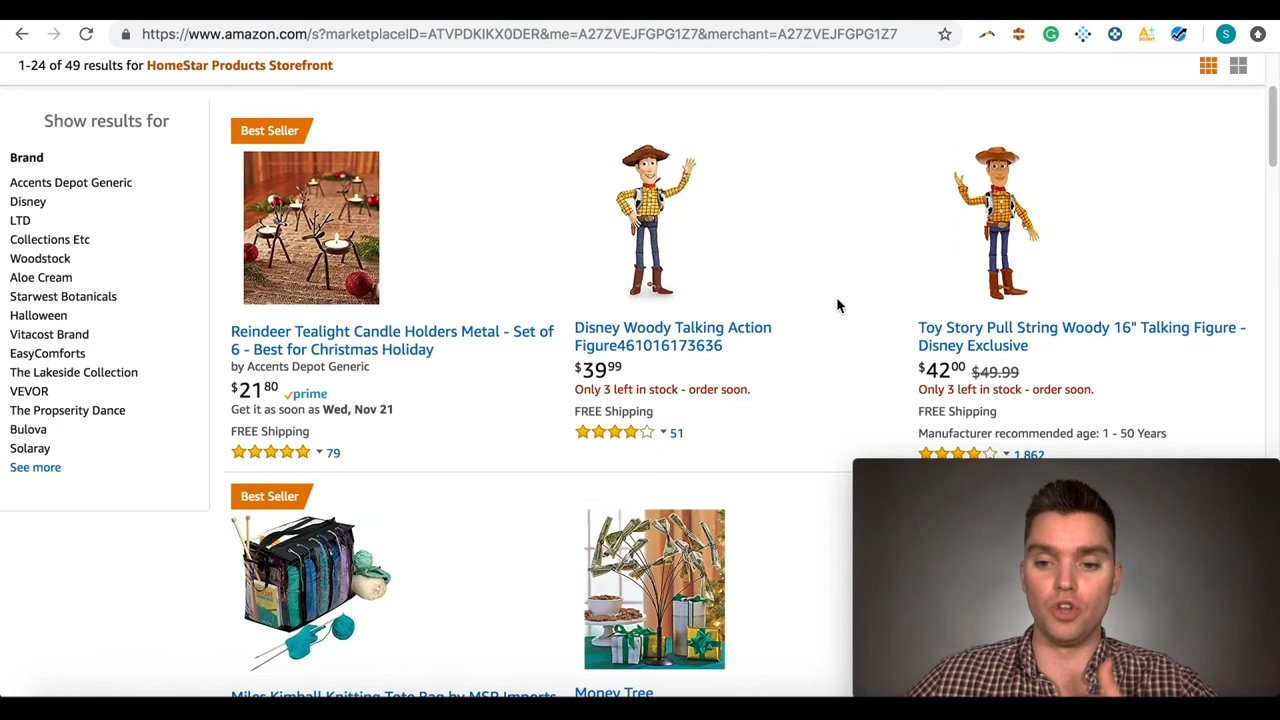 https://www.amazon.com/s?marketplaceID=ATVPDKIKX0DER&me=A27ZVEJFGPG1Z7&merchant=A27ZVEJFGPG1Z7
S
1-24 of 49 results for HomeStar Products Storefront
Show results for
Brand
Accents Depot Generic
Disney
LTD
Collections Etc
Woodstock
Aloe Cream
Starwest Botanicals
Halloween
Vitacost Brand
EasyComforts
The Lakeside Collection
VEVOR
The Propserity Dance
Bulova
Solaray
See more
Best Seller
Reindeer Tealight Candle Holders Metal - Set of
6 - Best for Christmas Holiday
by Accents Depot Generic
$21 80 prime
Get it as soon as Wed, Nov 21
FREE Shipping
79
Disney Woody Talking Action
Figure461016173636
$39 99
Only 3 left in stock - order soon.
FREE Shipping
51
Toy Story Pull String Woody 16" Talking Figure -
Disney Exclusive
$42 00 $49.99
Only 3 left in stock - order soon.
FREE Shipping
Manufacturer recommended age: 1 - 50 Years
1,862
Best Seller
Miles Kimball Knitting Tote Bag by MSR Imports
Money Tree